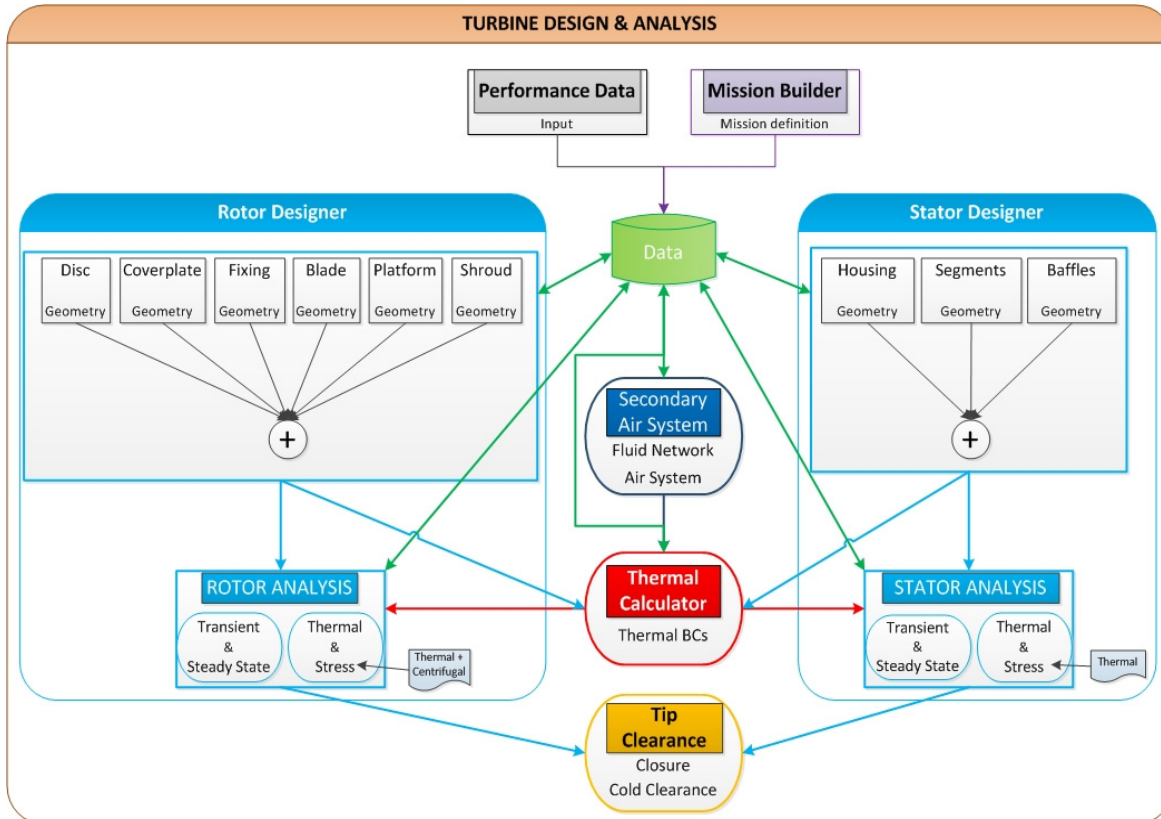 TURBINE DESIGN & ANALYSIS
Performance Data
Input
Mission Builder
Mission definition
Rotor Designer
Disc
Geometry
Coverplate
Geometry
Fixing
Geometry
Blade
Geometry
Platform
Geometry
Shroud
Geometry
+
Data
Stator Designer
Housing
Geometry
Segments
Geometry
Baffles
Geometry
+
Secondary
Air System
Fluid Network
Air System
ROTOR ANALYSIS
Transient
&
Steady State
Thermal
&
Stress
Thermal +
Centrifugal
Thermal
Calculator
Thermal BCs
STATOR ANALYSIS
Transient
&
Steady State
Thermal
&
Stress
Thermal
Tip
Clearance
Closure
Cold Clearance